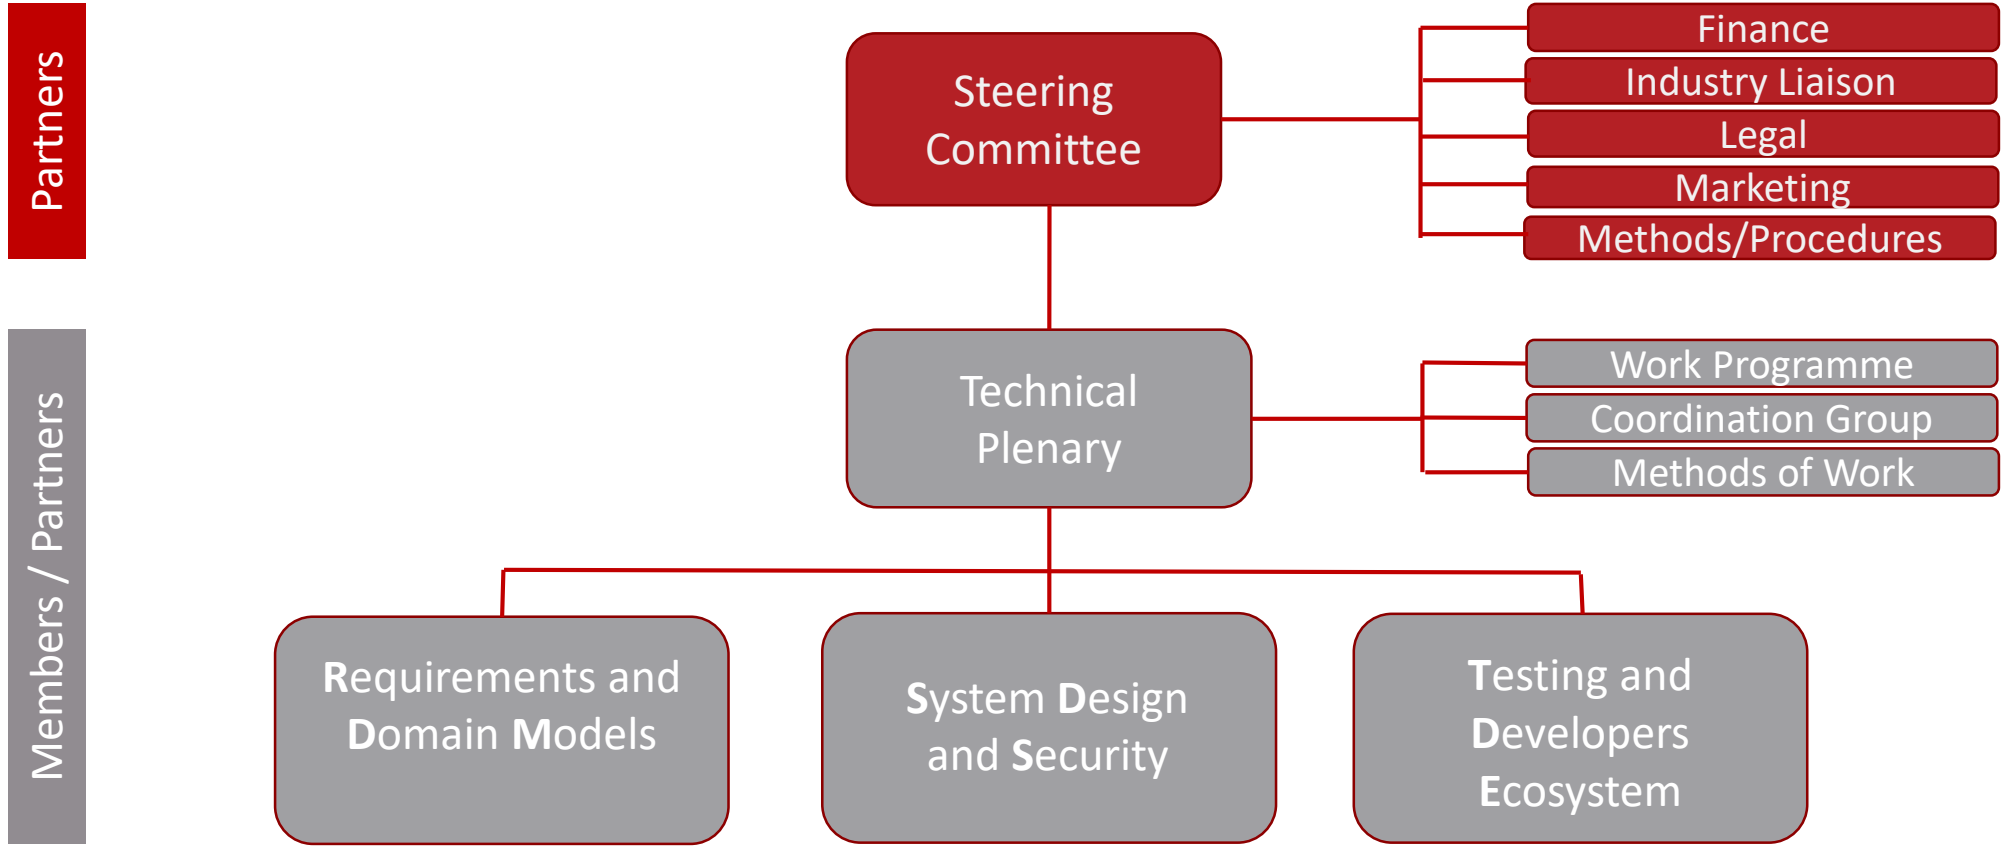 Partners
Steering
Committee
Finance
Industry Liaison
Legal
Marketing
Methods/Procedures
Members / Partners
Technical
Plenary
Work Programme
Coordination Group
Methods of Work
Requirements and
Domain Models
System Design
and Security
Testing and
Developers
Ecosystem